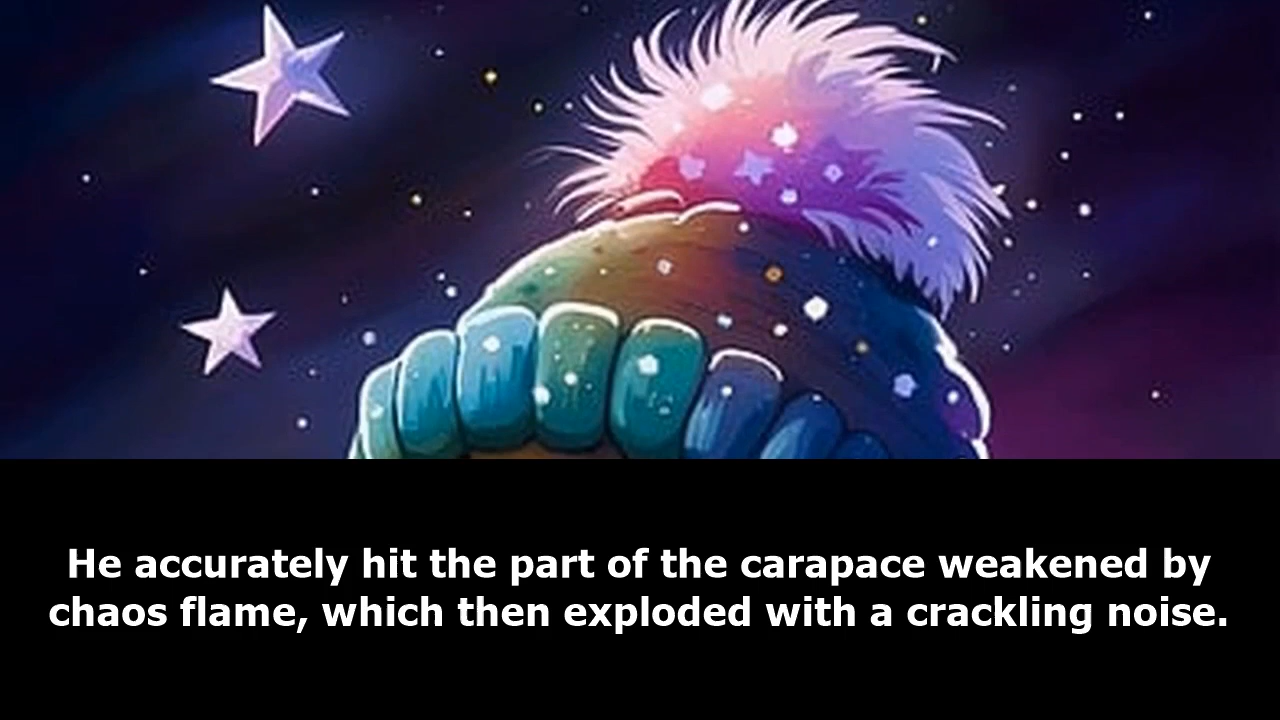 He accurately hit the part of the carapace weakened by
chaos flame, which then exploded with a crackling noise.